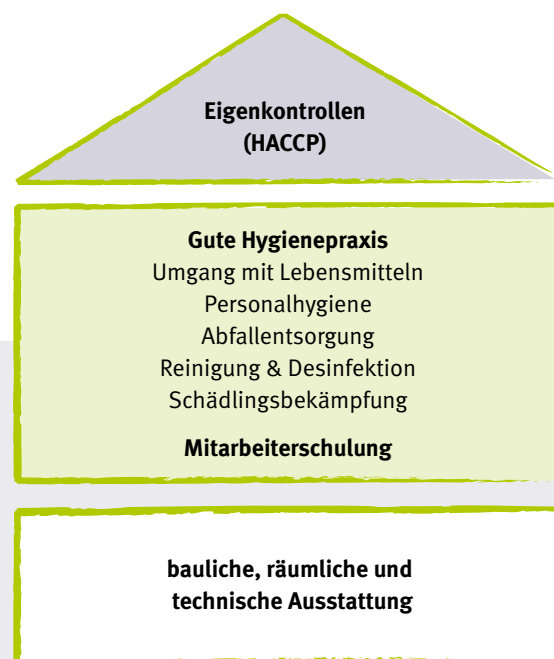 Eigenkontrollen
(HACCP)
Gute Hygienepraxis
Umgang mit Lebensmitteln
Personalhygiene
Abfallentsorgung
Reinigung & Desinfektion
Schädlingsbekämpfung
Mitarbeiterschulung
bauliche, räumliche und
technische Ausstattung